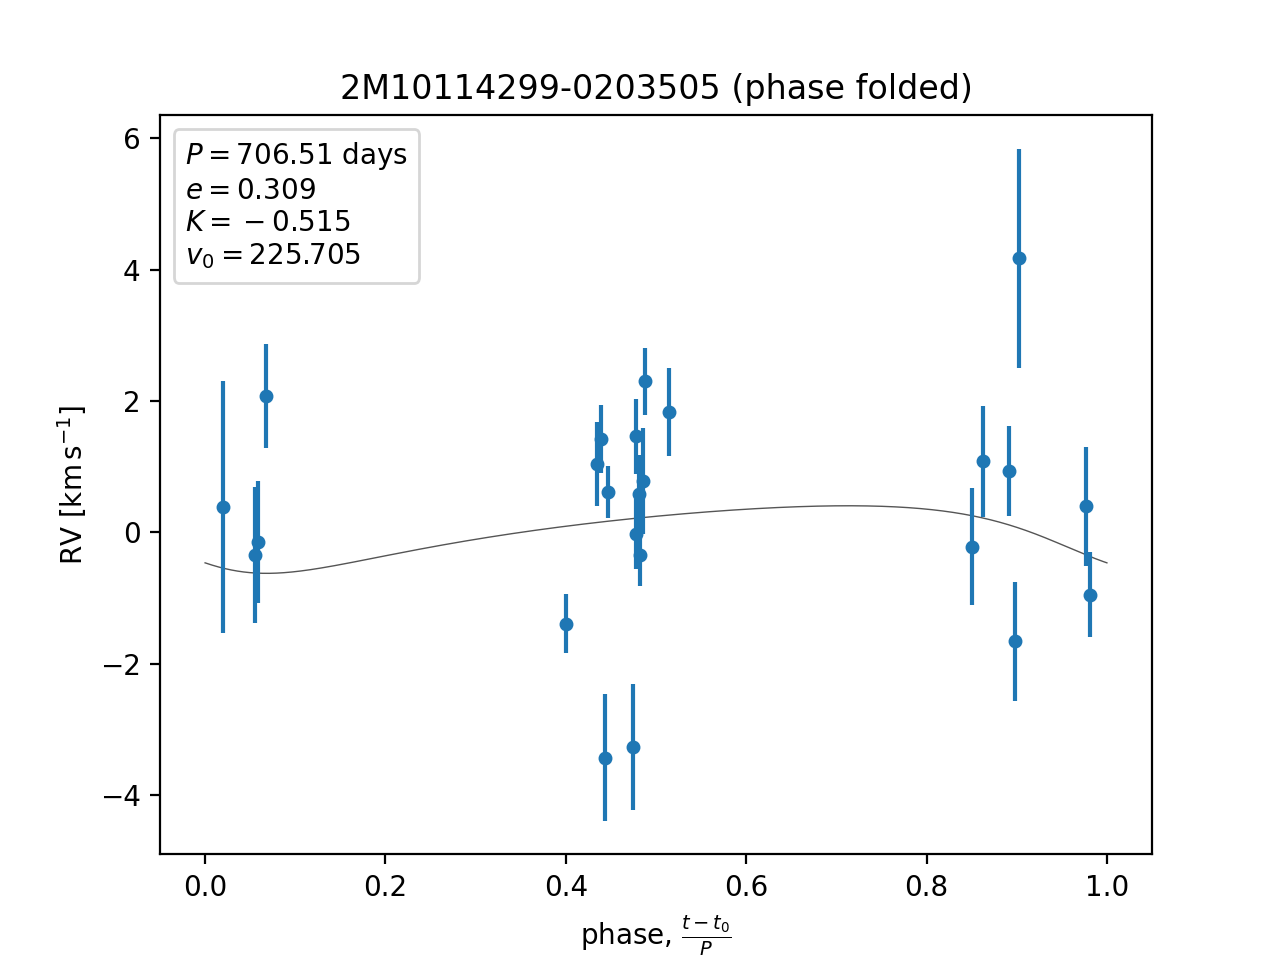 2M10114299-0203505 (phase folded)
P = 706.51 days
e = 0.309
K = −0.515
v₀ = 225.705
6
4
2
0
−2
−4
RV [km s⁻¹]
0.0 0.2 0.4 0.6 0.8 1.0
phase, (t − t₀)/P